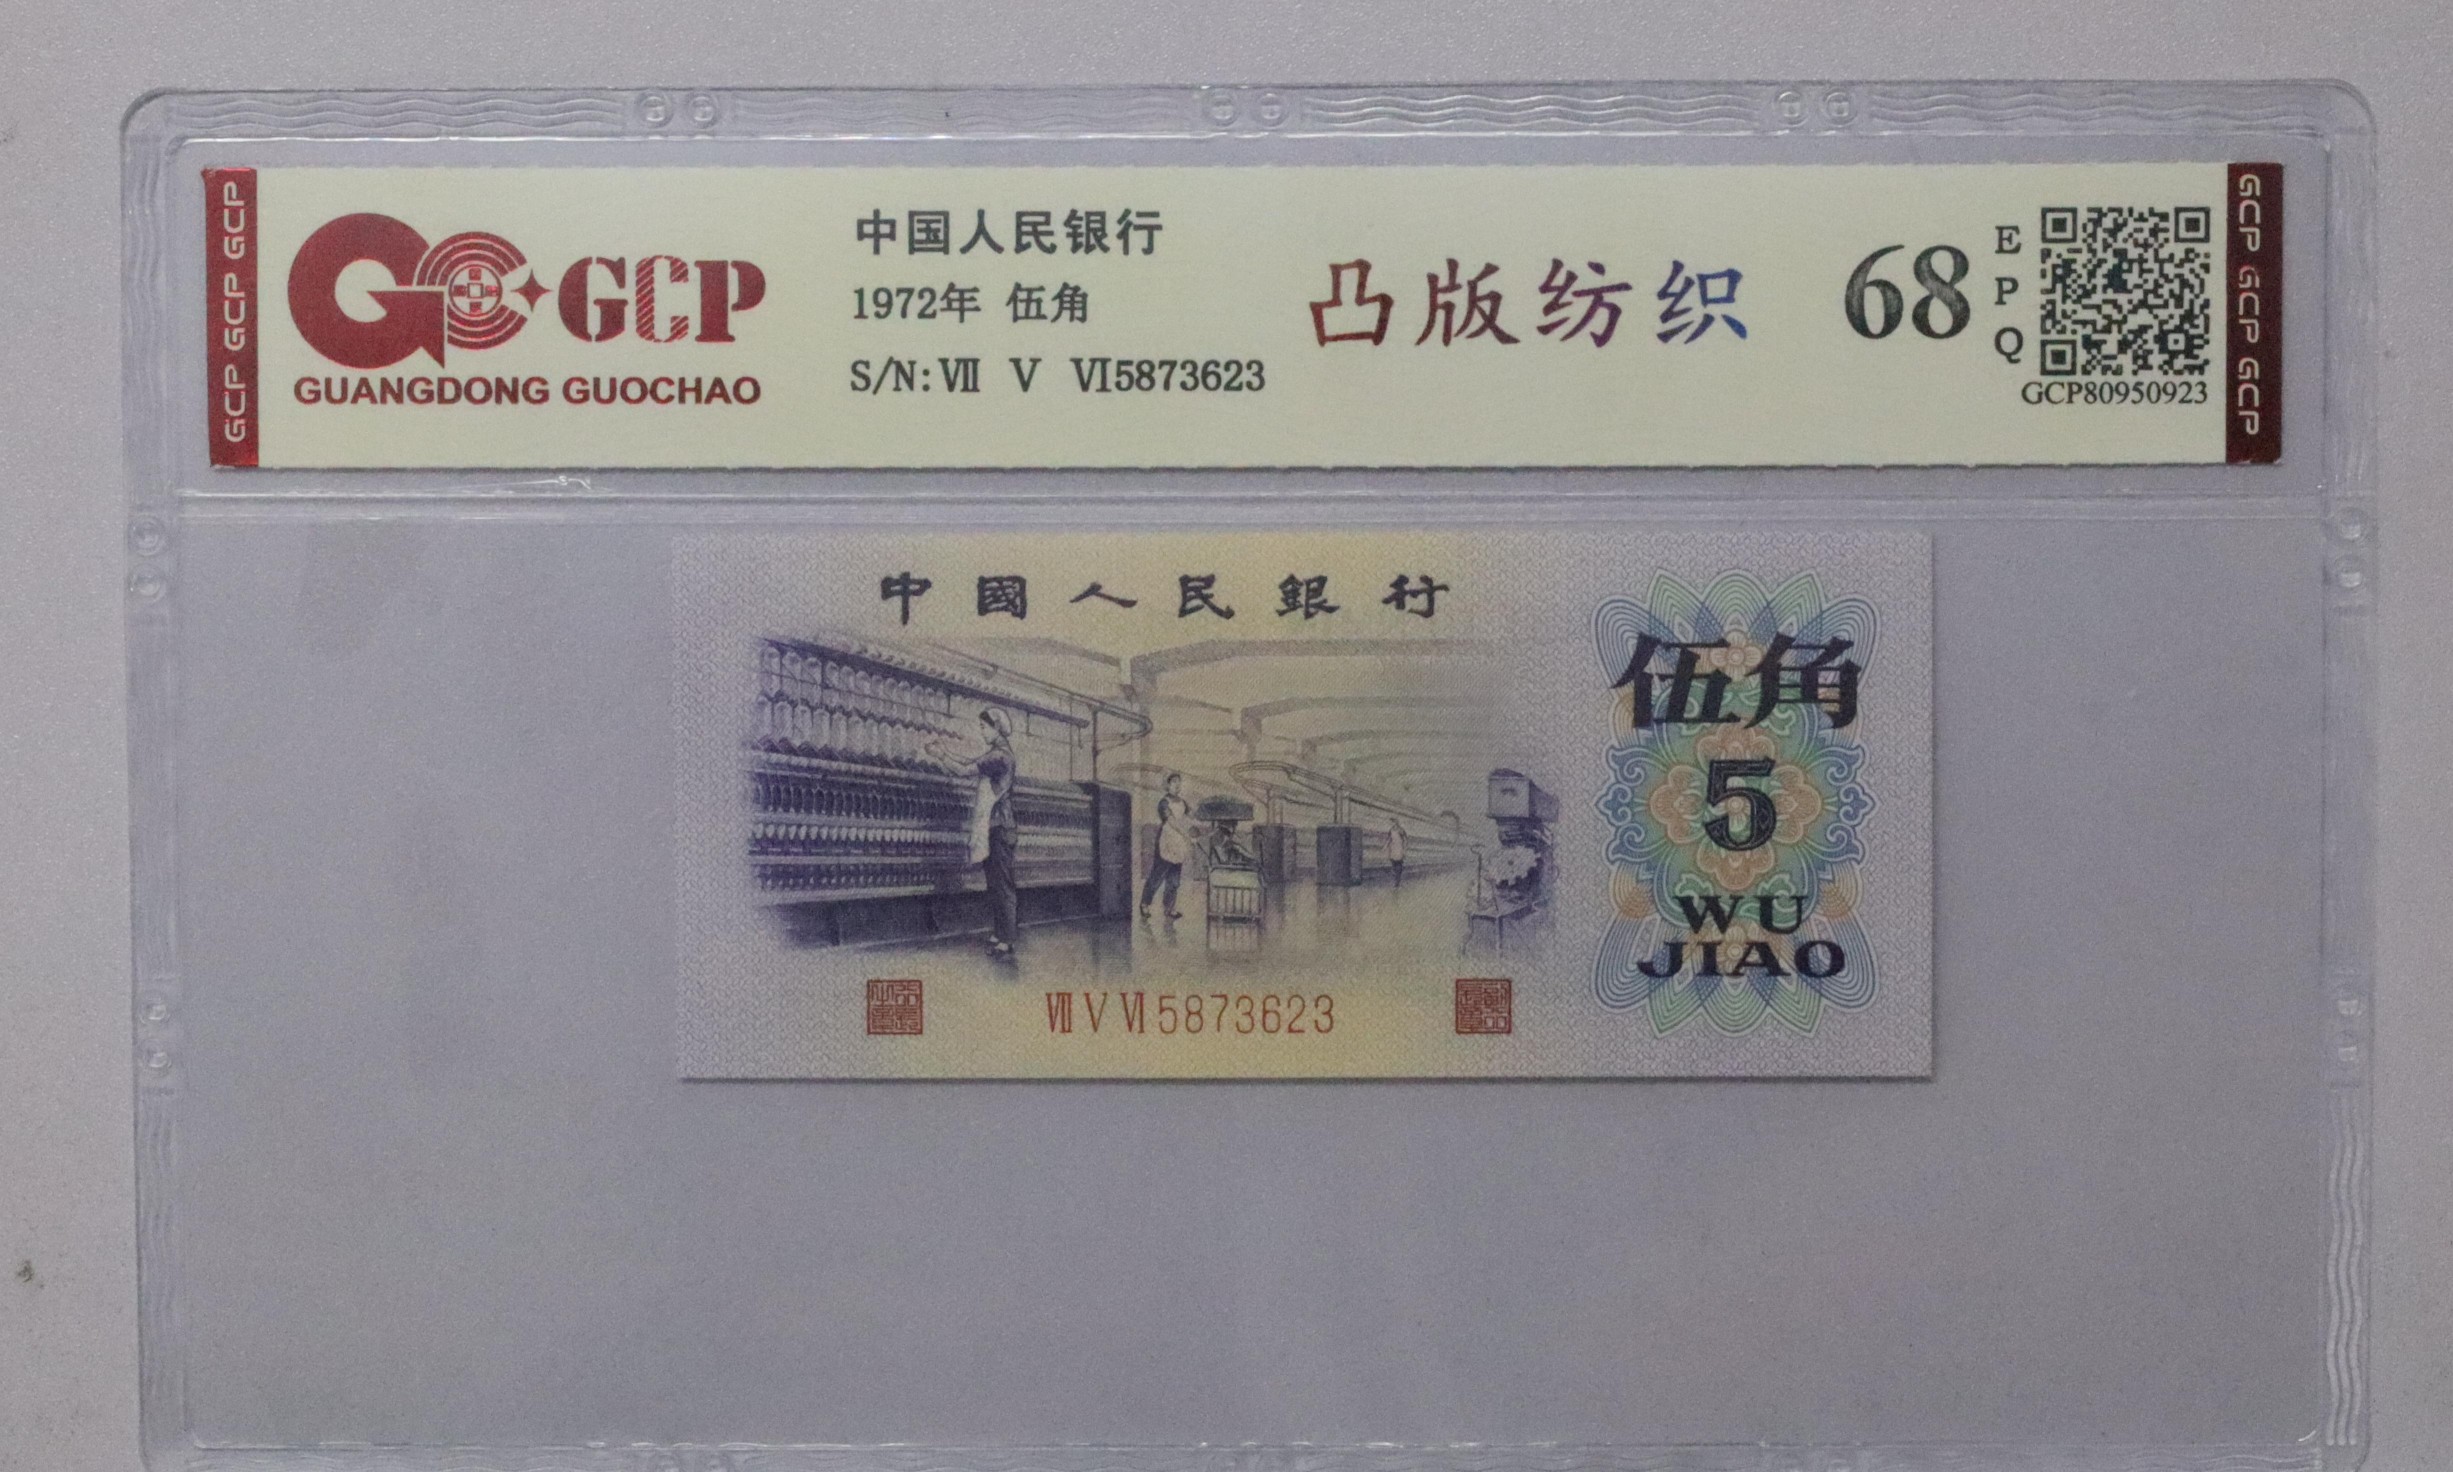 GCP GCP GCP
GCP
GUANGDONG GUOCHAO
中国人民银行
1972年 伍角
S/N: Ⅶ Ⅴ Ⅵ5873623
凸版纺织
68
E
P
Q
GCP80950923
GCP GCP GCP
中國人民銀行
伍角
5
WU
JIAO
ⅦⅤⅥ5873623